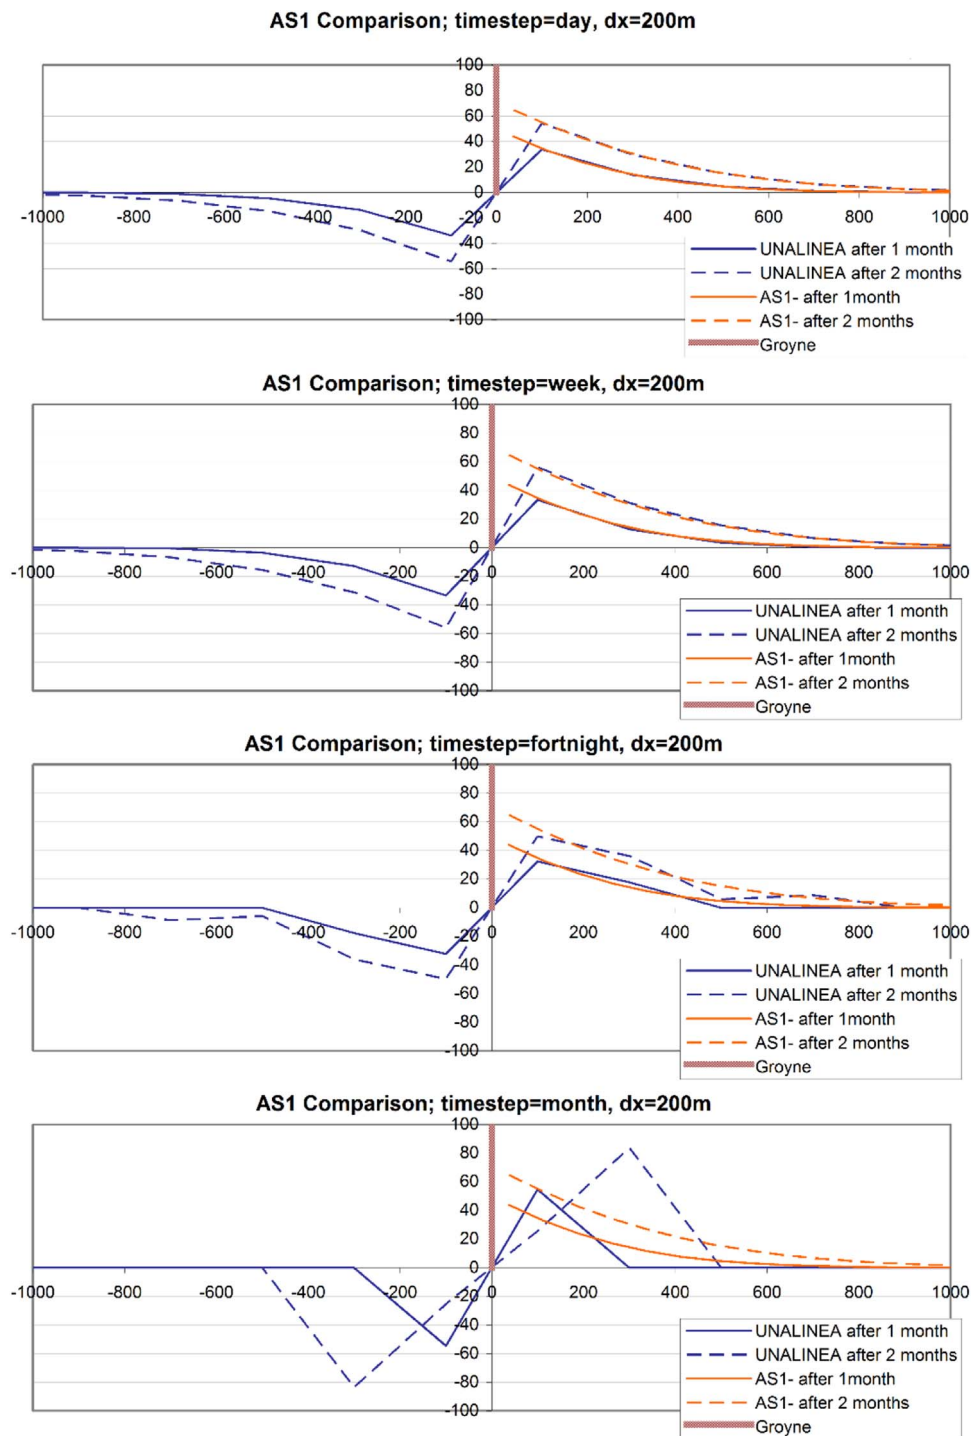 AS1 Comparison; timestep=day, dx=200m
100
80
60
40
20
0
-1000 -800 -600 -400 -200 0 200 400 600 800 1000
-20
-40
-60
-80
-100
UNALINEA after 1 month
UNALINEA after 2 months
AS1- after 1month
AS1- after 2 months
Groyne
AS1 Comparison; timestep=week, dx=200m
100
80
60
40
20
0
-1000 -800 -600 -400 -200 0 200 400 600 800 1000
-20
-40
-60
-80
-100
UNALINEA after 1 month
UNALINEA after 2 months
AS1- after 1month
AS1- after 2 months
Groyne
AS1 Comparison; timestep=fortnight, dx=200m
100
80
60
40
20
0
-1000 -800 -600 -400 -200 0 200 400 600 800 1000
-20
-40
-60
-80
-100
UNALINEA after 1 month
UNALINEA after 2 months
AS1- after 1month
AS1- after 2 months
Groyne
AS1 Comparison; timestep=month, dx=200m
100
80
60
40
20
0
-1000 -800 -600 -400 -200 0 200 400 600 800 1000
-20
-40
-60
-80
-100
UNALINEA after 1 month
UNALINEA after 2 months
AS1- after 1month
AS1- after 2 months
Groyne